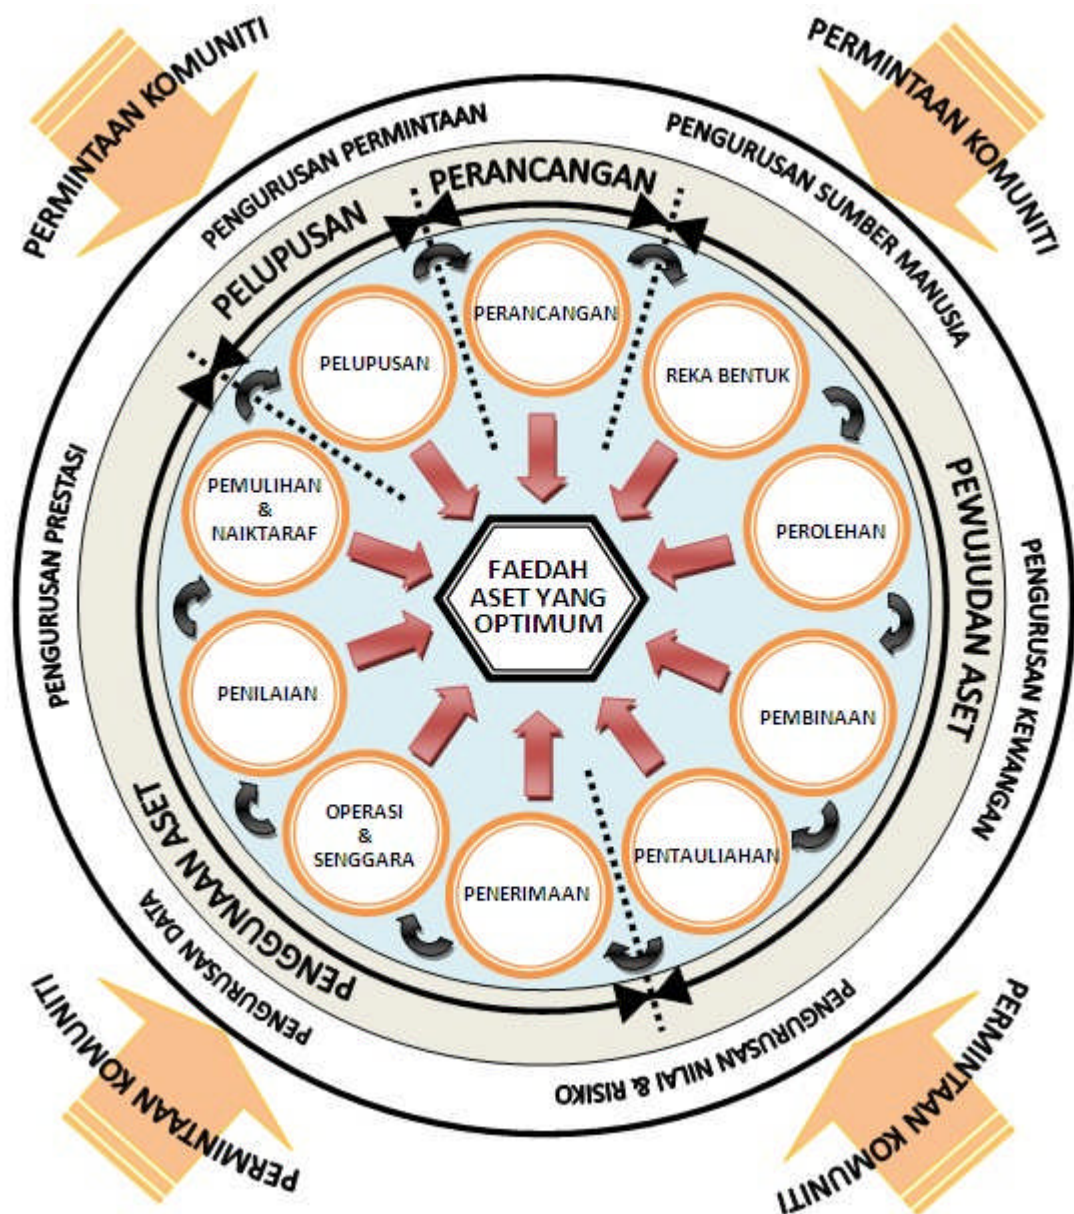 PERMINTAAN KOMUNITI
PERMINTAAN KOMUNITI
PENGURUSAN PERMINTAAN
PENGURUSAN SUMBER MANUSIA
PENGURUSAN KEWANGAN
PENGURUSAN NILAI & RISIKO
PENGURUSAN DATA
PENGURUSAN PRESTASI
PERANCANGAN
PEWUJUDAN ASET
PENGGUNAAN ASET
PELUPUSAN
PERANCANGAN
REKA BENTUK
PEROLEHAN
PEMBINAAN
PENTAULIAHAN
PENERIMAAN
OPERASI
&
SENGGARA
PENILAIAN
PEMULIHAN
&
NAIKTARAF
PELUPUSAN
FAEDAH
ASET YANG
OPTIMUM
PERMINTAAN KOMUNITI
PERMINTAAN KOMUNITI